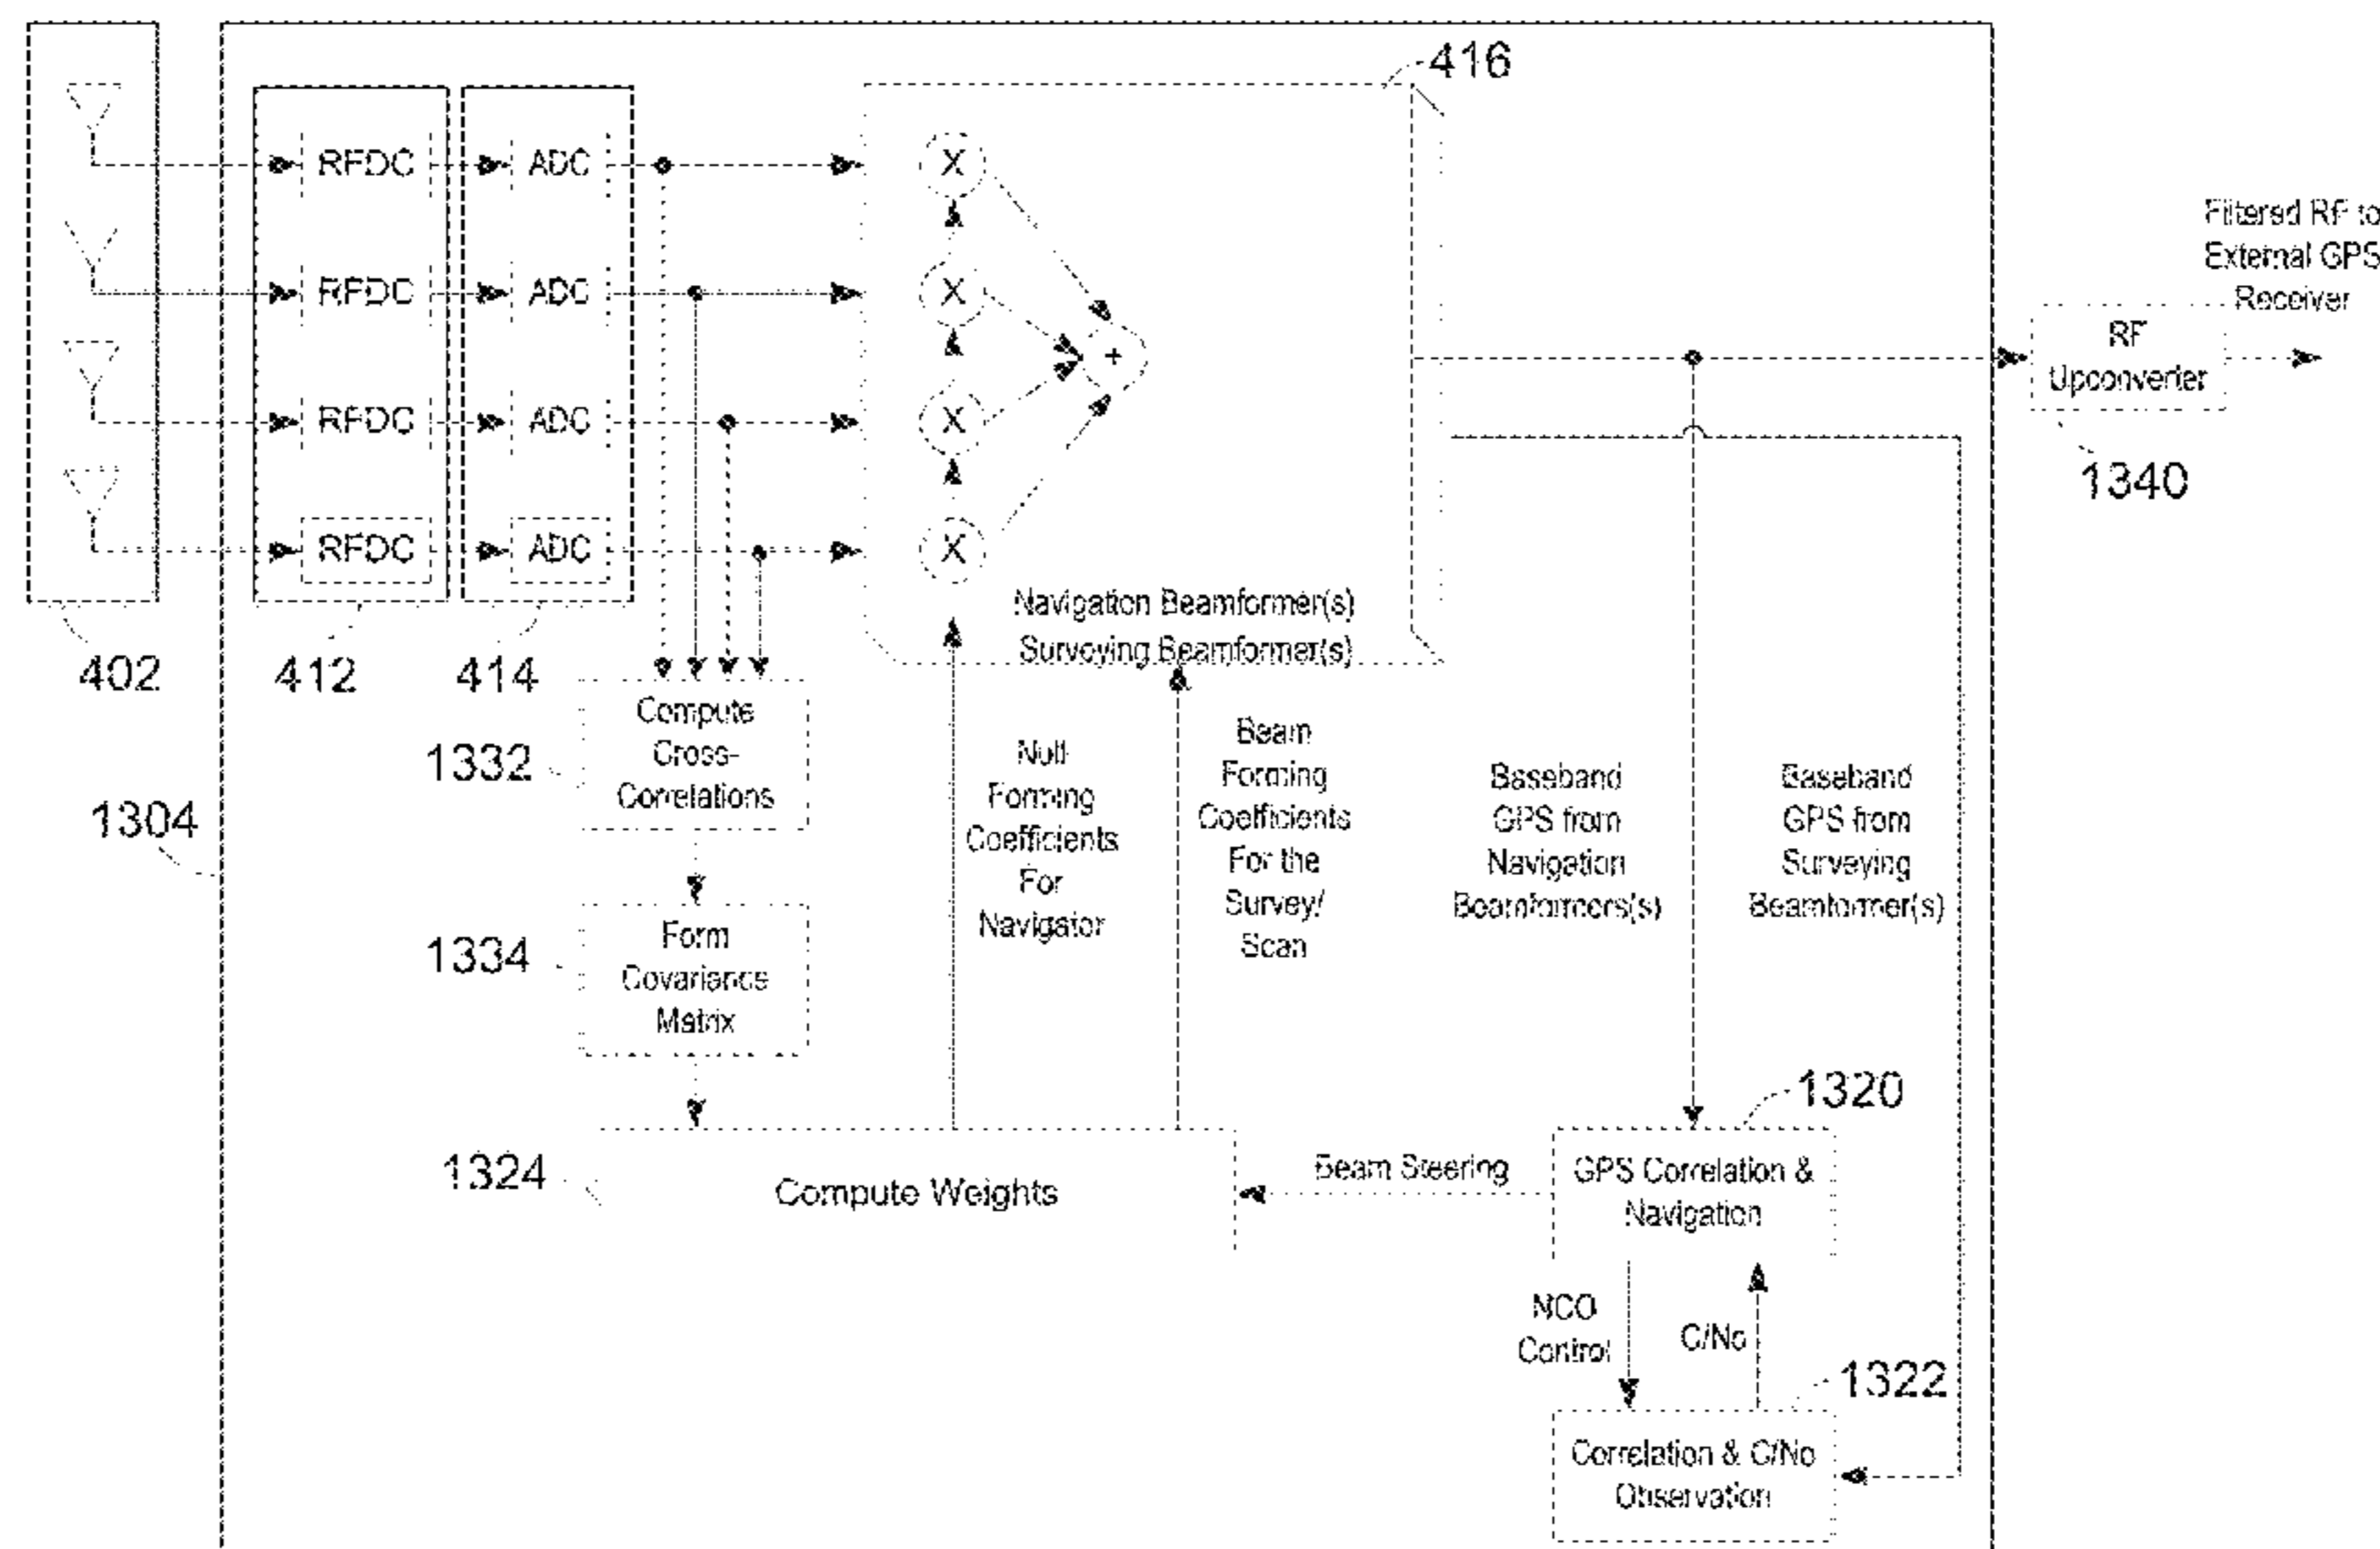 416
RFDC ADC X
Filtered RF to
External GPS
Receiver
RFDC ADC X
+
RF
Upconverter
RFDC ADC X
1340
RFDC ADC X
Navigation Beamformer(s)
Surveying Beamformer(s)
402 412 414
Compute
Cross-
Correlations
1332
1304
Null
Forming
Coefficients
For
Navigator
Beam
Forming
Coefficients
For the
Survey/
Scan
Baseband
GPS from
Navigation
Beamformers(s)
Baseband
GPS from
Surveying
Beamformer(s)
1334
Form
Covariance
Matrix
1320
1324
Compute Weights
Beam Steering
GPS Correlation &
Navigation
NCO
Control
C/No
1322
Correlation & C/No
Observation